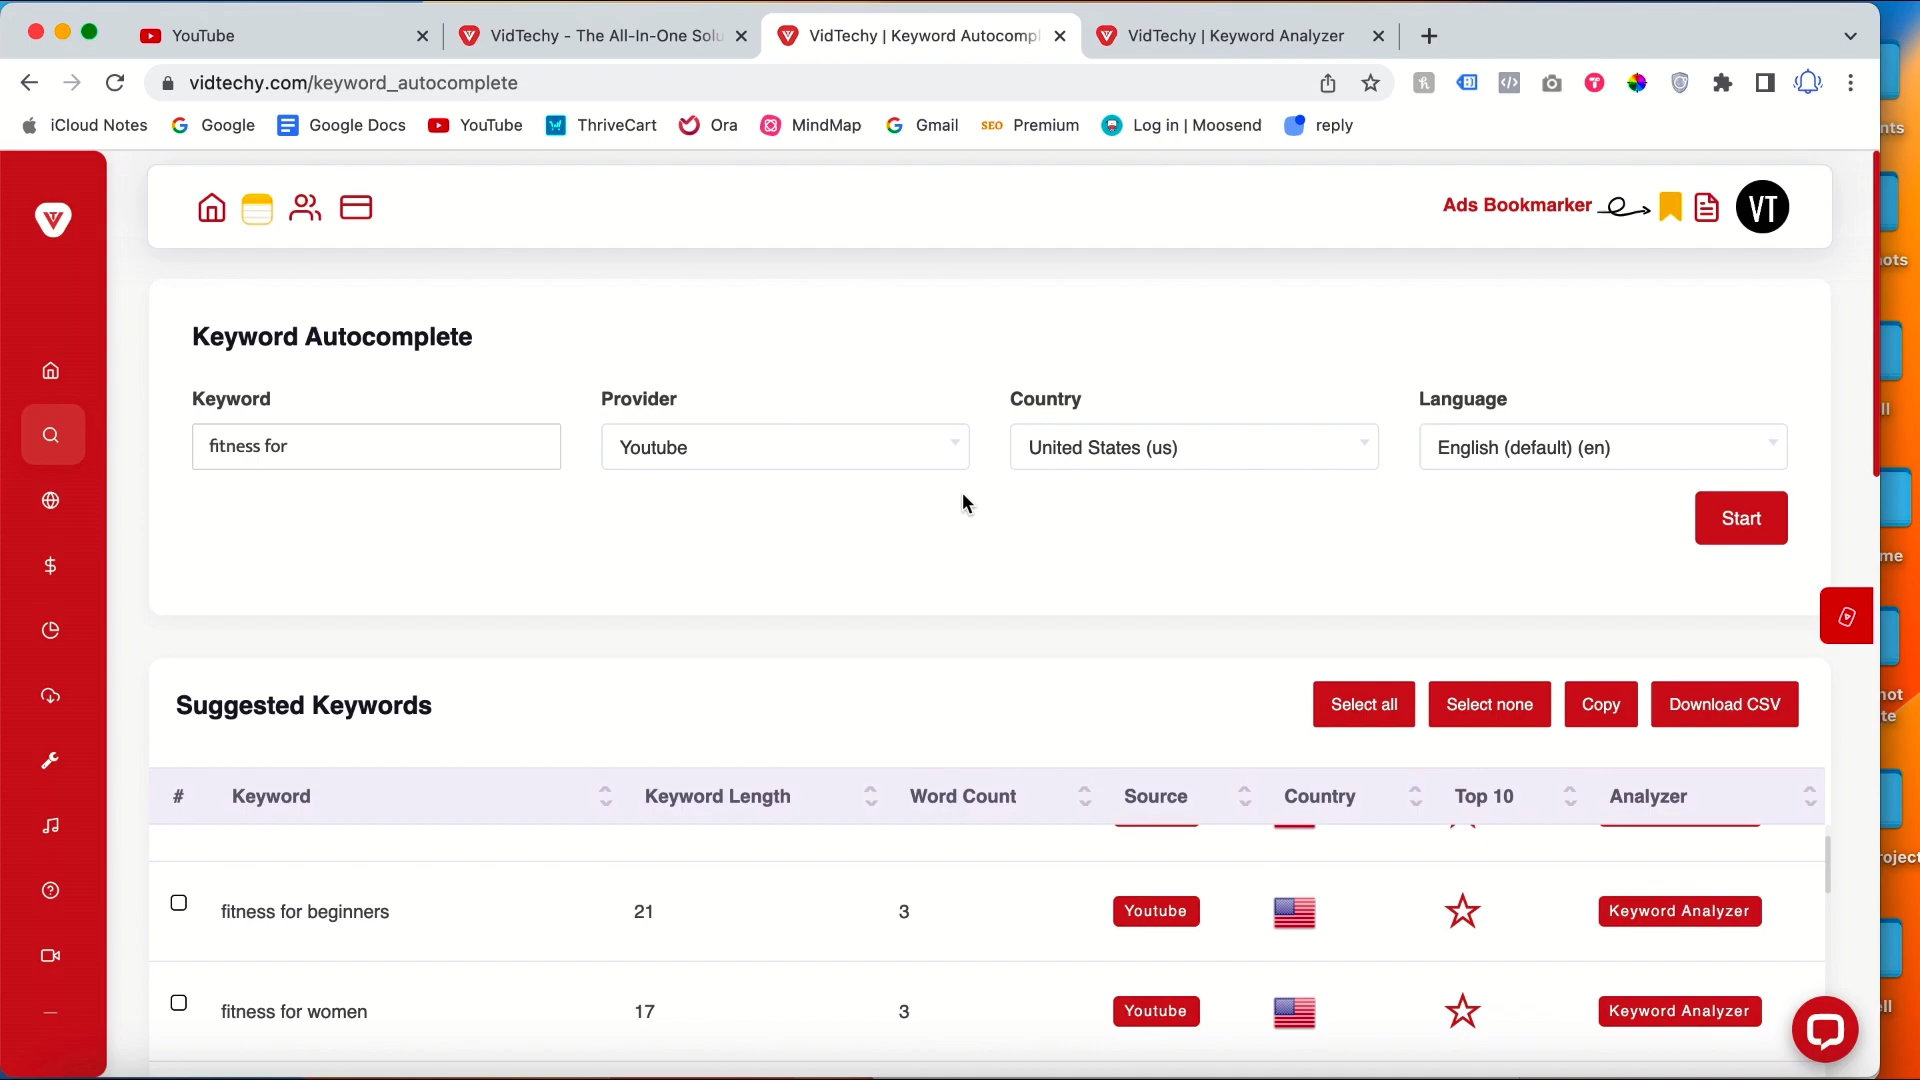 YouTube
VidTechy - The All-In-One Solu
VidTechy | Keyword Autocompl
VidTechy | Keyword Analyzer
vidtechy.com/keyword_autocomplete
iCloud Notes
Google
Google Docs
YouTube
ThriveCart
Ora
MindMap
Gmail
SEO Premium
Log in | Moosend
reply
Ads Bookmarker
VT
Keyword Autocomplete
Keyword
Provider
Country
Language
fitness for
Youtube
United States (us)
English (default) (en)
Start
Suggested Keywords
Select all
Select none
Copy
Download CSV
# Keyword Keyword Length Word Count Source Country Top 10 Analyzer
fitness for beginners 21 3 Youtube Keyword Analyzer
fitness for women 17 3 Youtube Keyword Analyzer